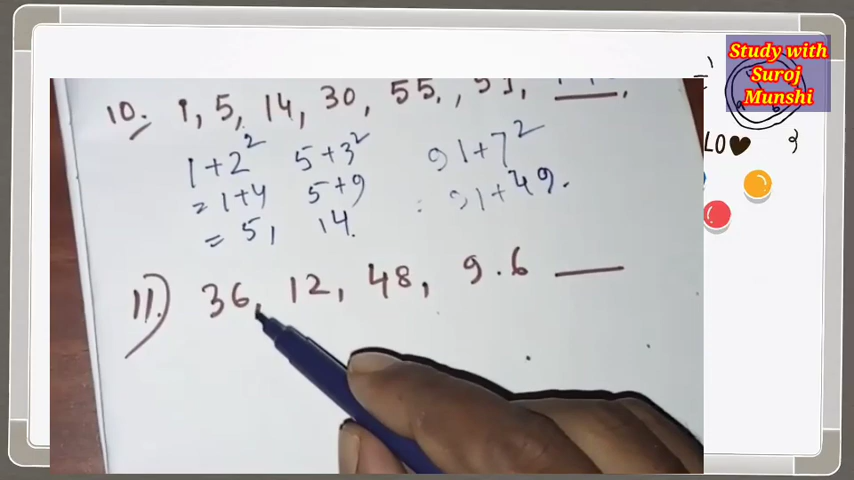 Study with
Suroj
Munshi
10. 1, 5, 14, 30, 55, 91,
1+2² 5+3² 91+7²
=1+4 5+9 : 91+49.
= 5, 14.
LO
11.) 36, 12, 48, 9.6